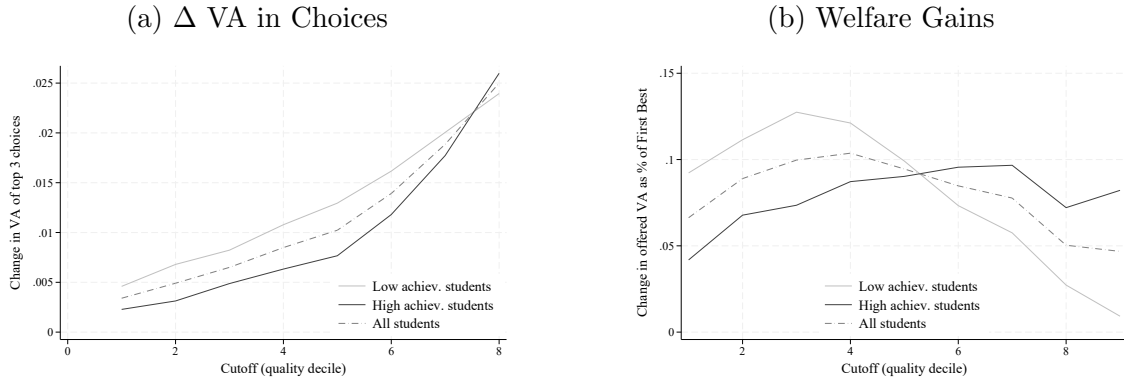 (a) Δ VA in Choices
Change in VA of top 3 choices
.025
.02
.015
.01
.005
0
Low achiev. students
High achiev. students
All students
0 2 4 6 8
Cutoff (quality decile)
(b) Welfare Gains
Change in offered VA as % of First Best
.15
.1
.05
0
Low achiev. students
High achiev. students
All students
2 4 6 8
Cutoff (quality decile)